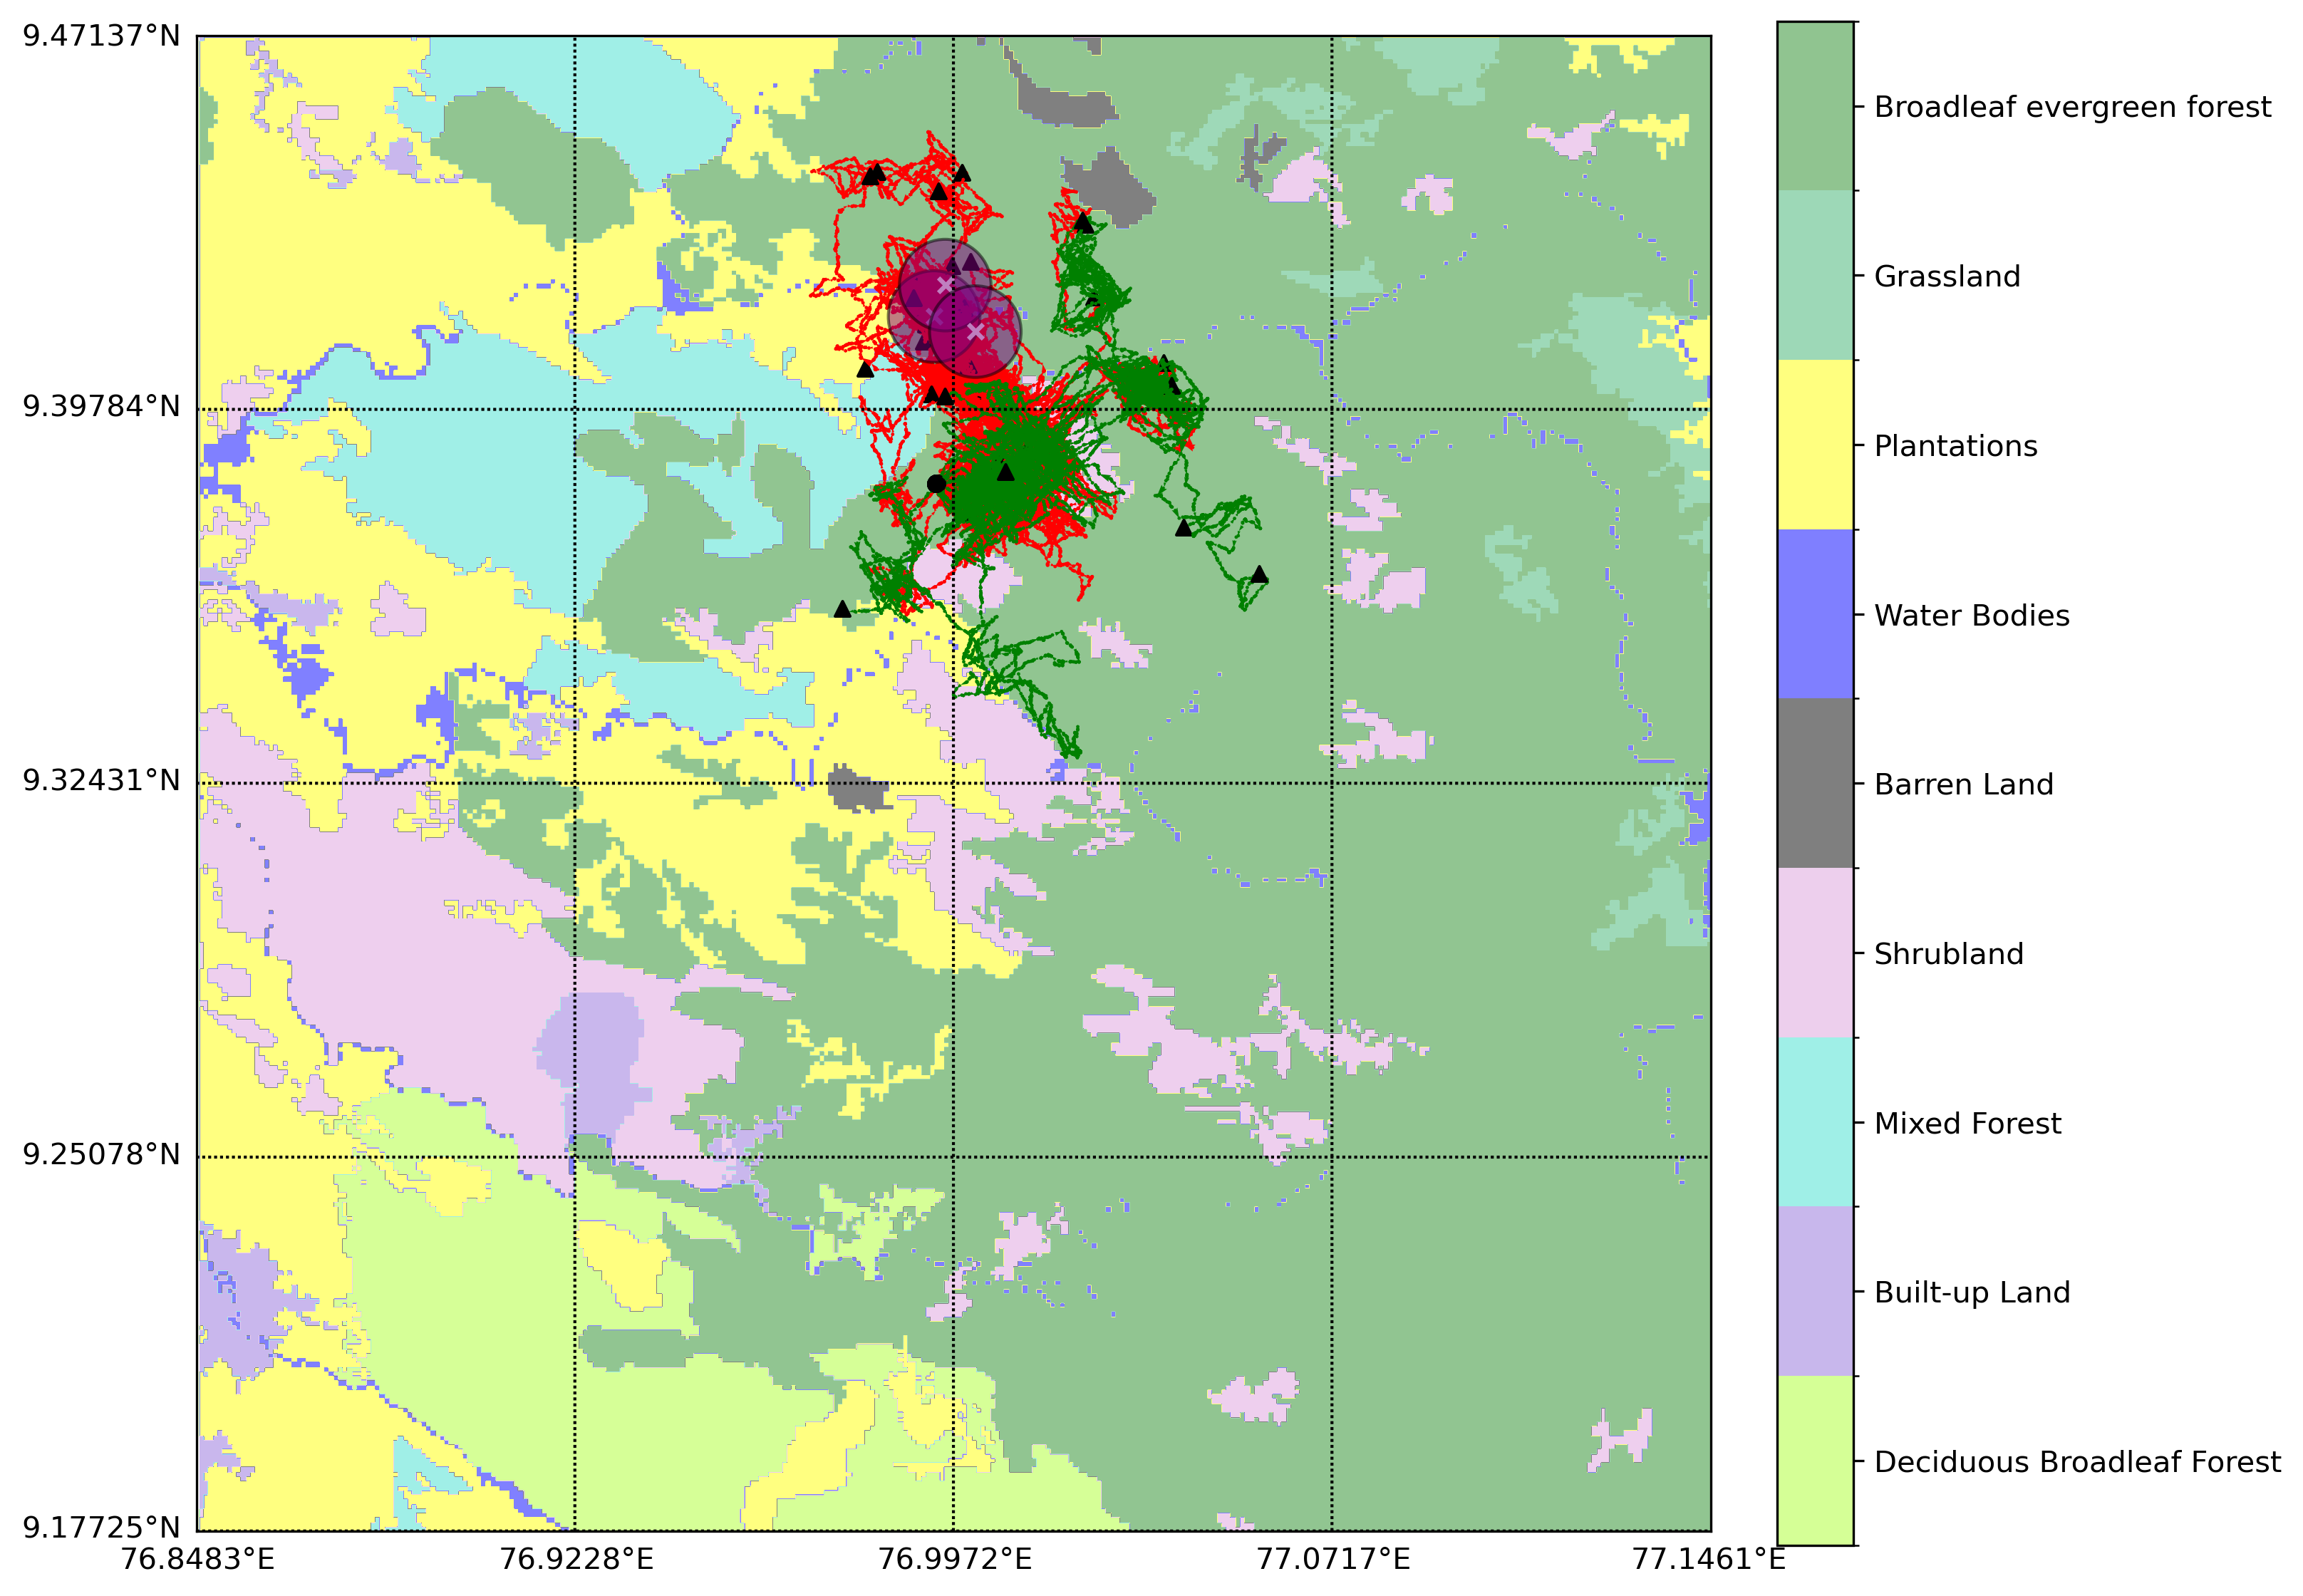 9.47137°N
9.39784°N
9.32431°N
9.25078°N
9.17725°N
76.8483°E
76.9228°E
76.9972°E
77.0717°E
77.1461°E
Broadleaf evergreen forest
Grassland
Plantations
Water Bodies
Barren Land
Shrubland
Mixed Forest
Built-up Land
Deciduous Broadleaf Forest